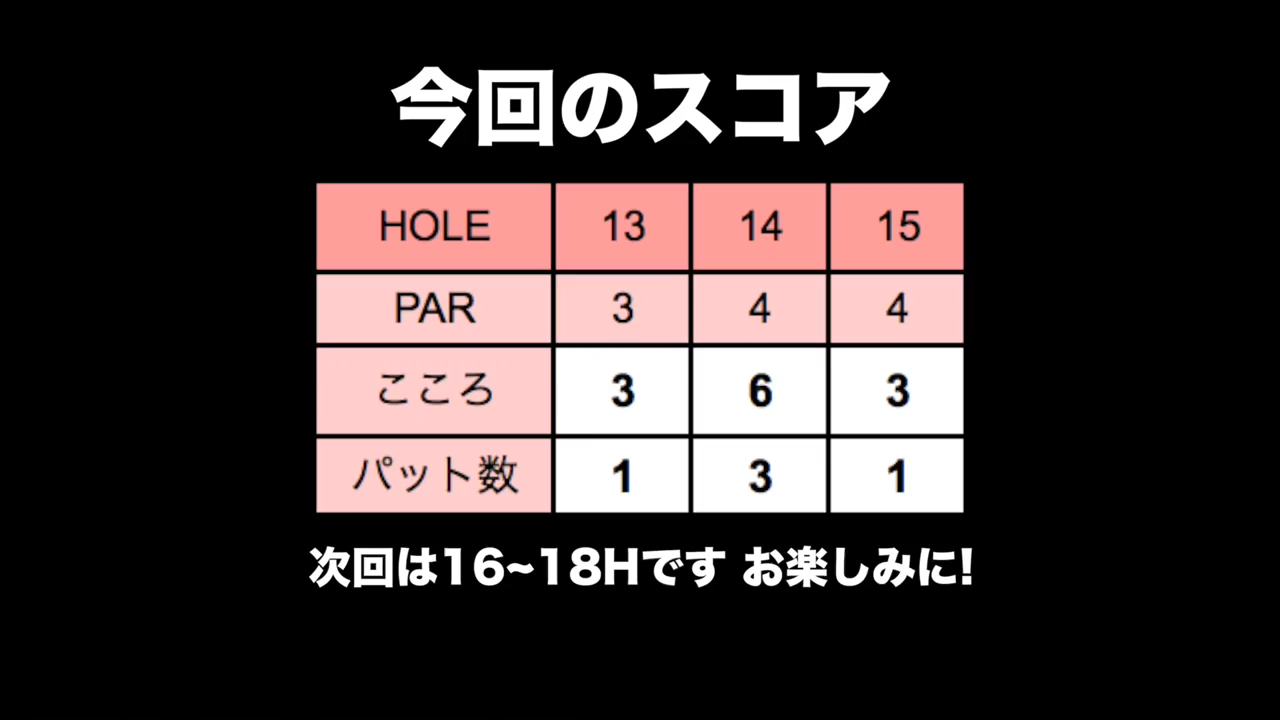 今回のスコア
HOLE 13 14 15
PAR 3 4 4
こころ 3 6 3
パット数 1 3 1
次回は16~18Hです お楽しみに!